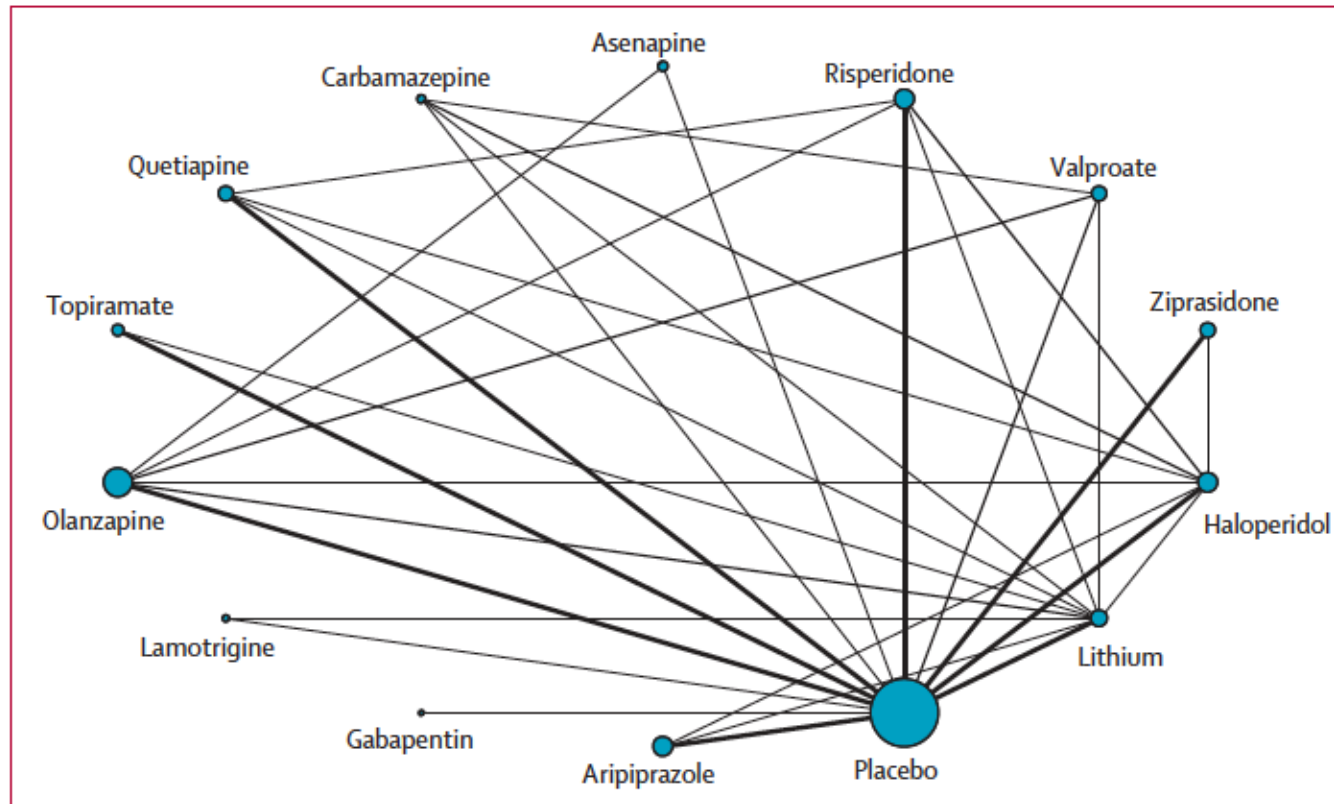 Asenapine
Carbamazepine
Risperidone
Quetiapine
Valproate
Topiramate
Ziprasidone
Olanzapine
Haloperidol
Lamotrigine
Lithium
Gabapentin
Aripiprazole
Placebo